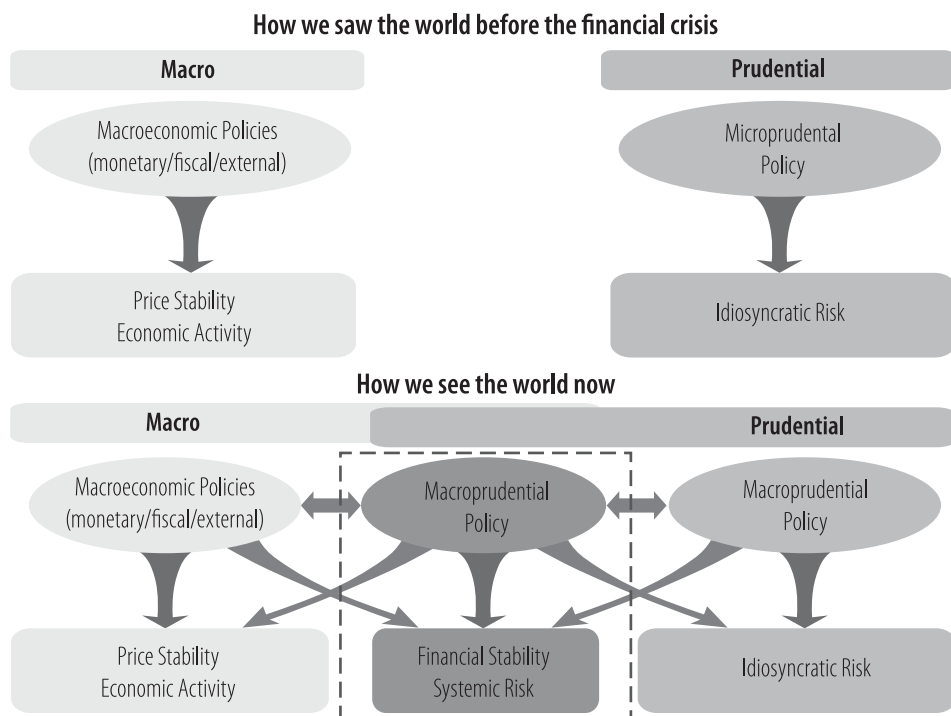 How we saw the world before the financial crisis
Macro
Prudential
Macroeconomic Policies
(monetary/fiscal/external)
Microprudental
Policy
Price Stability
Economic Activity
Idiosyncratic Risk
How we see the world now
Macro
Prudential
Macroeconomic Policies
(monetary/fiscal/external)
Macroprudential
Policy
Macroprudential
Policy
Price Stability
Economic Activity
Financial Stability
Systemic Risk
Idiosyncratic Risk